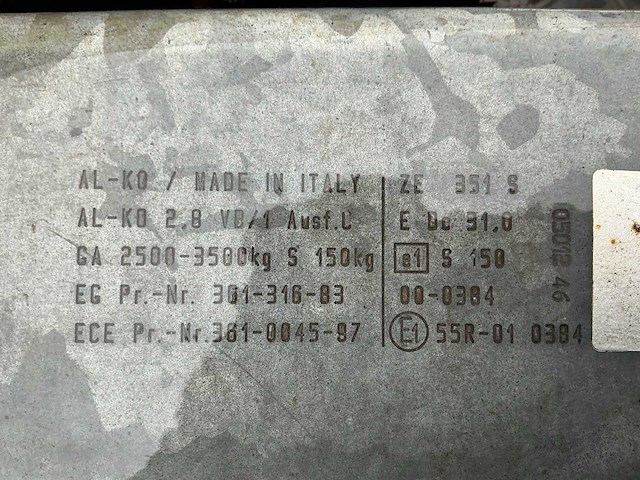 AL-KO / MADE IN ITALY
AL-KO 2,8 VB/1 Ausf.C
GA 2500-3500kg S 150kg
EG Pr.-Nr. 361-316-83
ECE Pr.-Nr.361-0045-97
ZE 351 S
E Dc 31,0
e1 S 150
00-0384
E1 55R-01 0384
05012 46